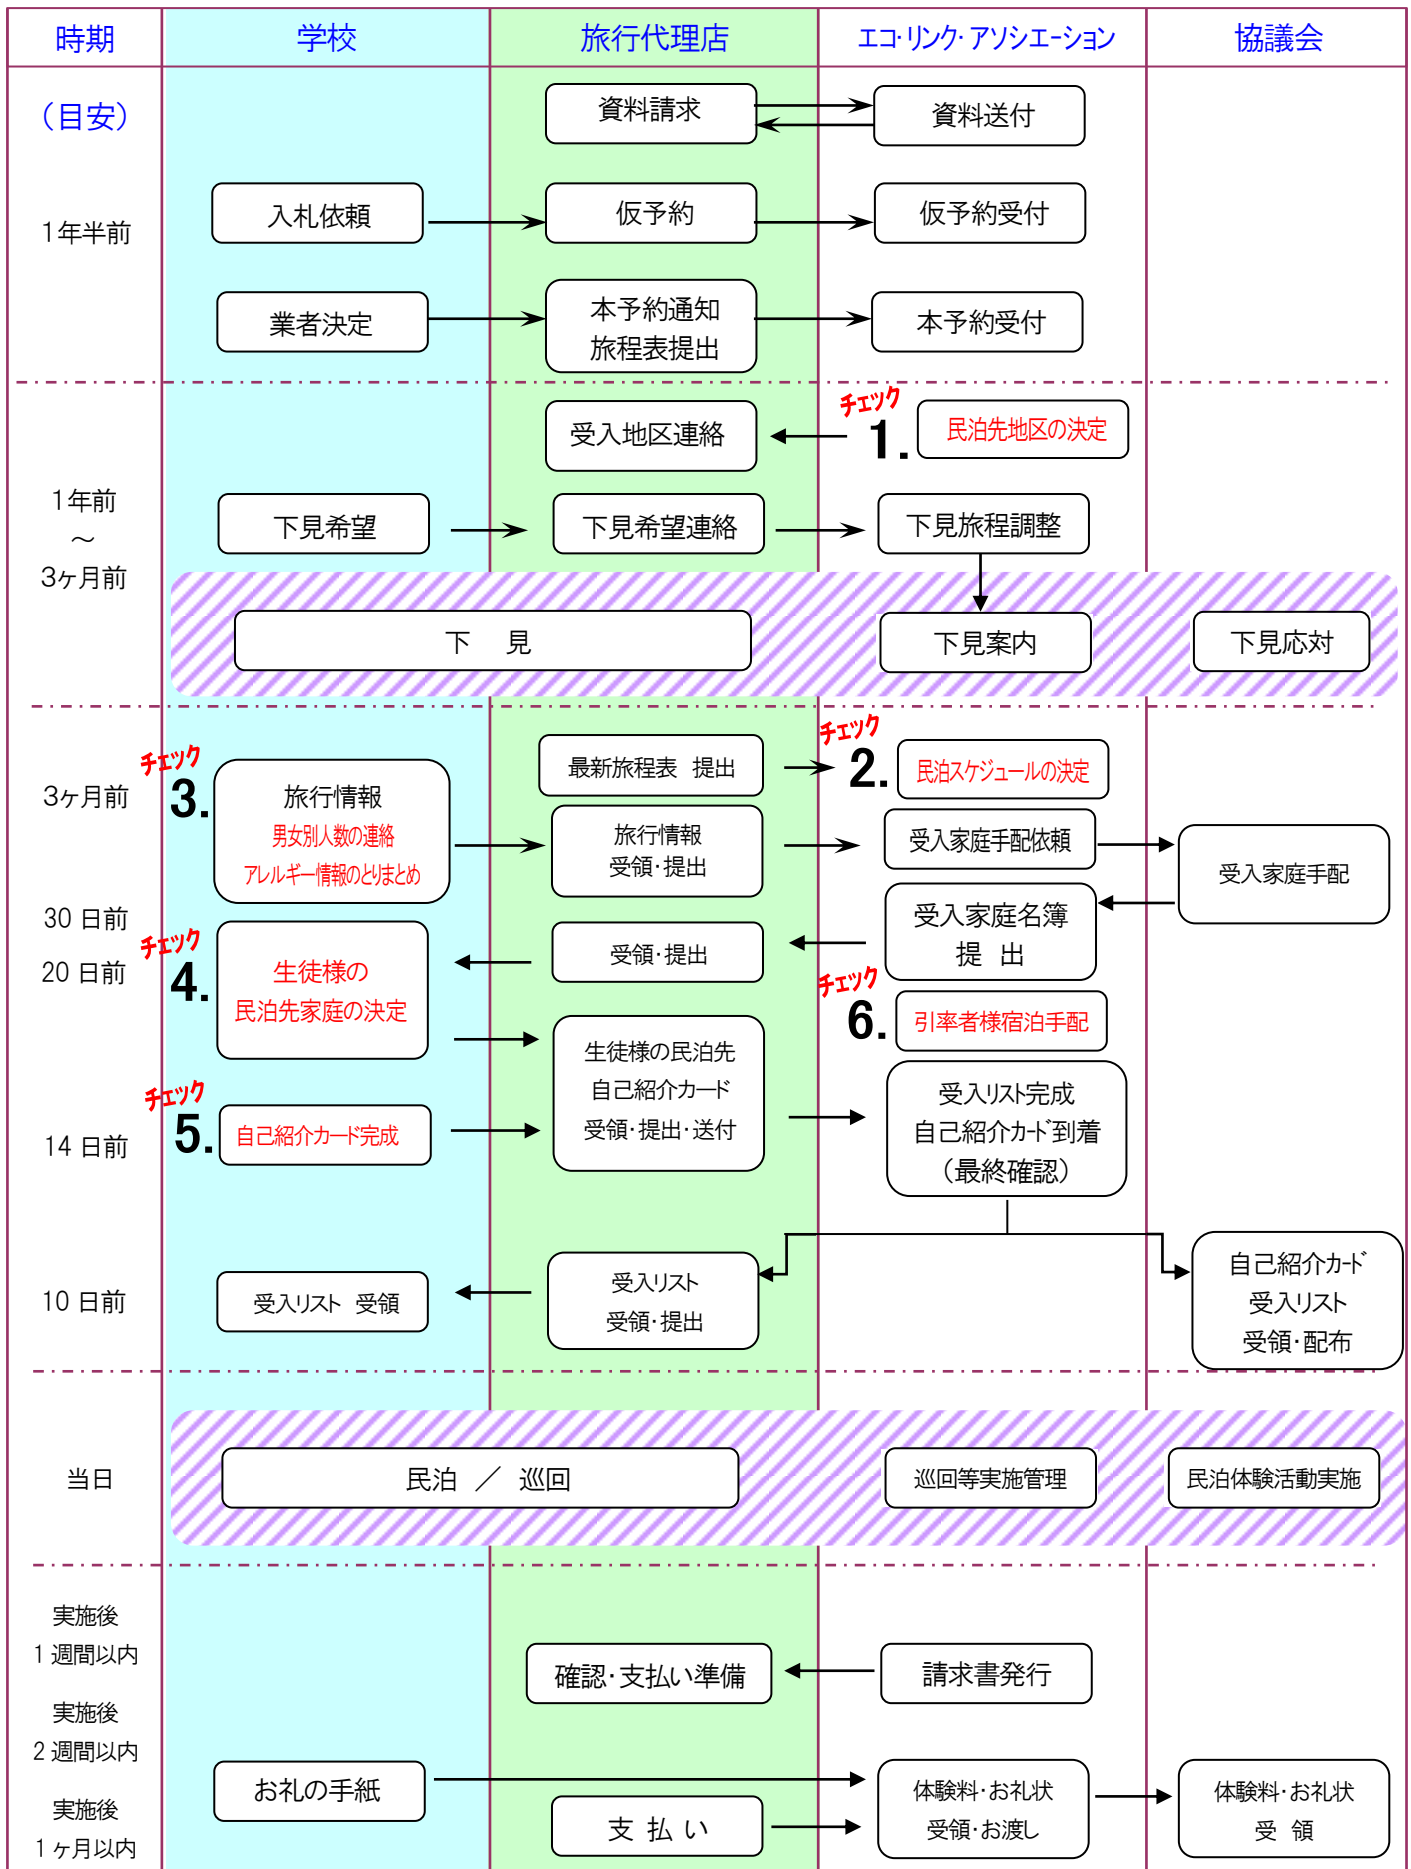 時期
学校
旅行代理店
エコ・リンク・アソシエーション
協議会
（目安）
資料請求
資料送付
1年半前
入札依頼
仮予約
仮予約受付
業者決定
本予約通知
旅程表提出
本予約受付
1年前
～
3ヶ月前
受入地区連絡
チェック
1.
民泊先地区の決定
下見希望
下見希望連絡
下見旅程調整
下　見
下見案内
下見応対
3ヶ月前
最新旅程表 提出
チェック
2.
民泊スケジュールの決定
チェック
3.
旅行情報
男女別人数の連絡
アレルギー情報のとりまとめ
旅行情報
受領・提出
受入家庭手配依頼
受入家庭手配
30 日前
20 日前
受入家庭名簿
提　出
受領・提出
チェック
4.
生徒様の
民泊先家庭の決定
チェック
6.
引率者様宿泊手配
14 日前
チェック
5.
自己紹介カード完成
生徒様の民泊先
自己紹介カード
受領・提出・送付
受入リスト完成
自己紹介カード到着
（最終確認）
10 日前
受入リスト 受領
受入リスト
受領・提出
自己紹介カード
受入リスト
受領・配布
当日
民泊 ／ 巡回
巡回等実施管理
民泊体験活動実施
実施後
1 週間以内
確認・支払い準備
請求書発行
実施後
2 週間以内
お礼の手紙
体験料・お礼状
受領・お渡し
体験料・お礼状
受 領
実施後
1 ヶ月以内
支 払 い